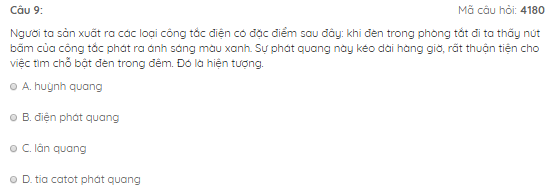 Câu 9:
Mã câu hỏi: 4180
Người ta sản xuất ra các loại công tắc điện có đặc điểm sau đây: khi đèn trong phòng tắt đi ta thấy nút
bấm của công tắc phát ra ánh sáng màu xanh. Sự phát quang này kéo dài hàng giờ, rất thuận tiện cho
việc tìm chỗ bật đèn trong đêm. Đó là hiện tượng.
A. huỳnh quang
B. điện phát quang
C. lân quang
D. tia catot phát quang